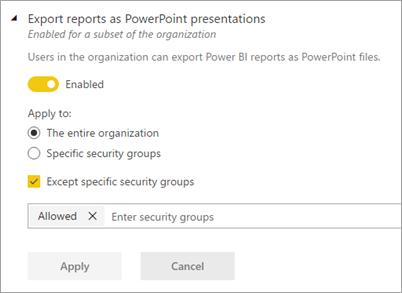 Export reports as PowerPoint presentations
Enabled for a subset of the organization
Users in the organization can export Power BI reports as PowerPoint files.
Enabled
Apply to:
The entire organization
Specific security groups
Except specific security groups
Allowed Enter security groups
Apply Cancel